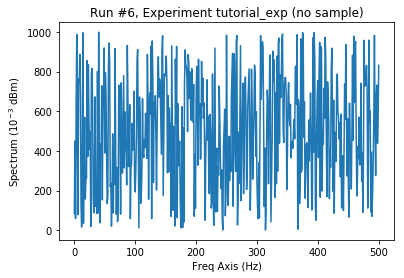 Run #6, Experiment tutorial_exp (no sample)
1000
800
600
400
200
0
Spectrum (10⁻³ dBm)
0 100 200 300 400 500
Freq Axis (Hz)